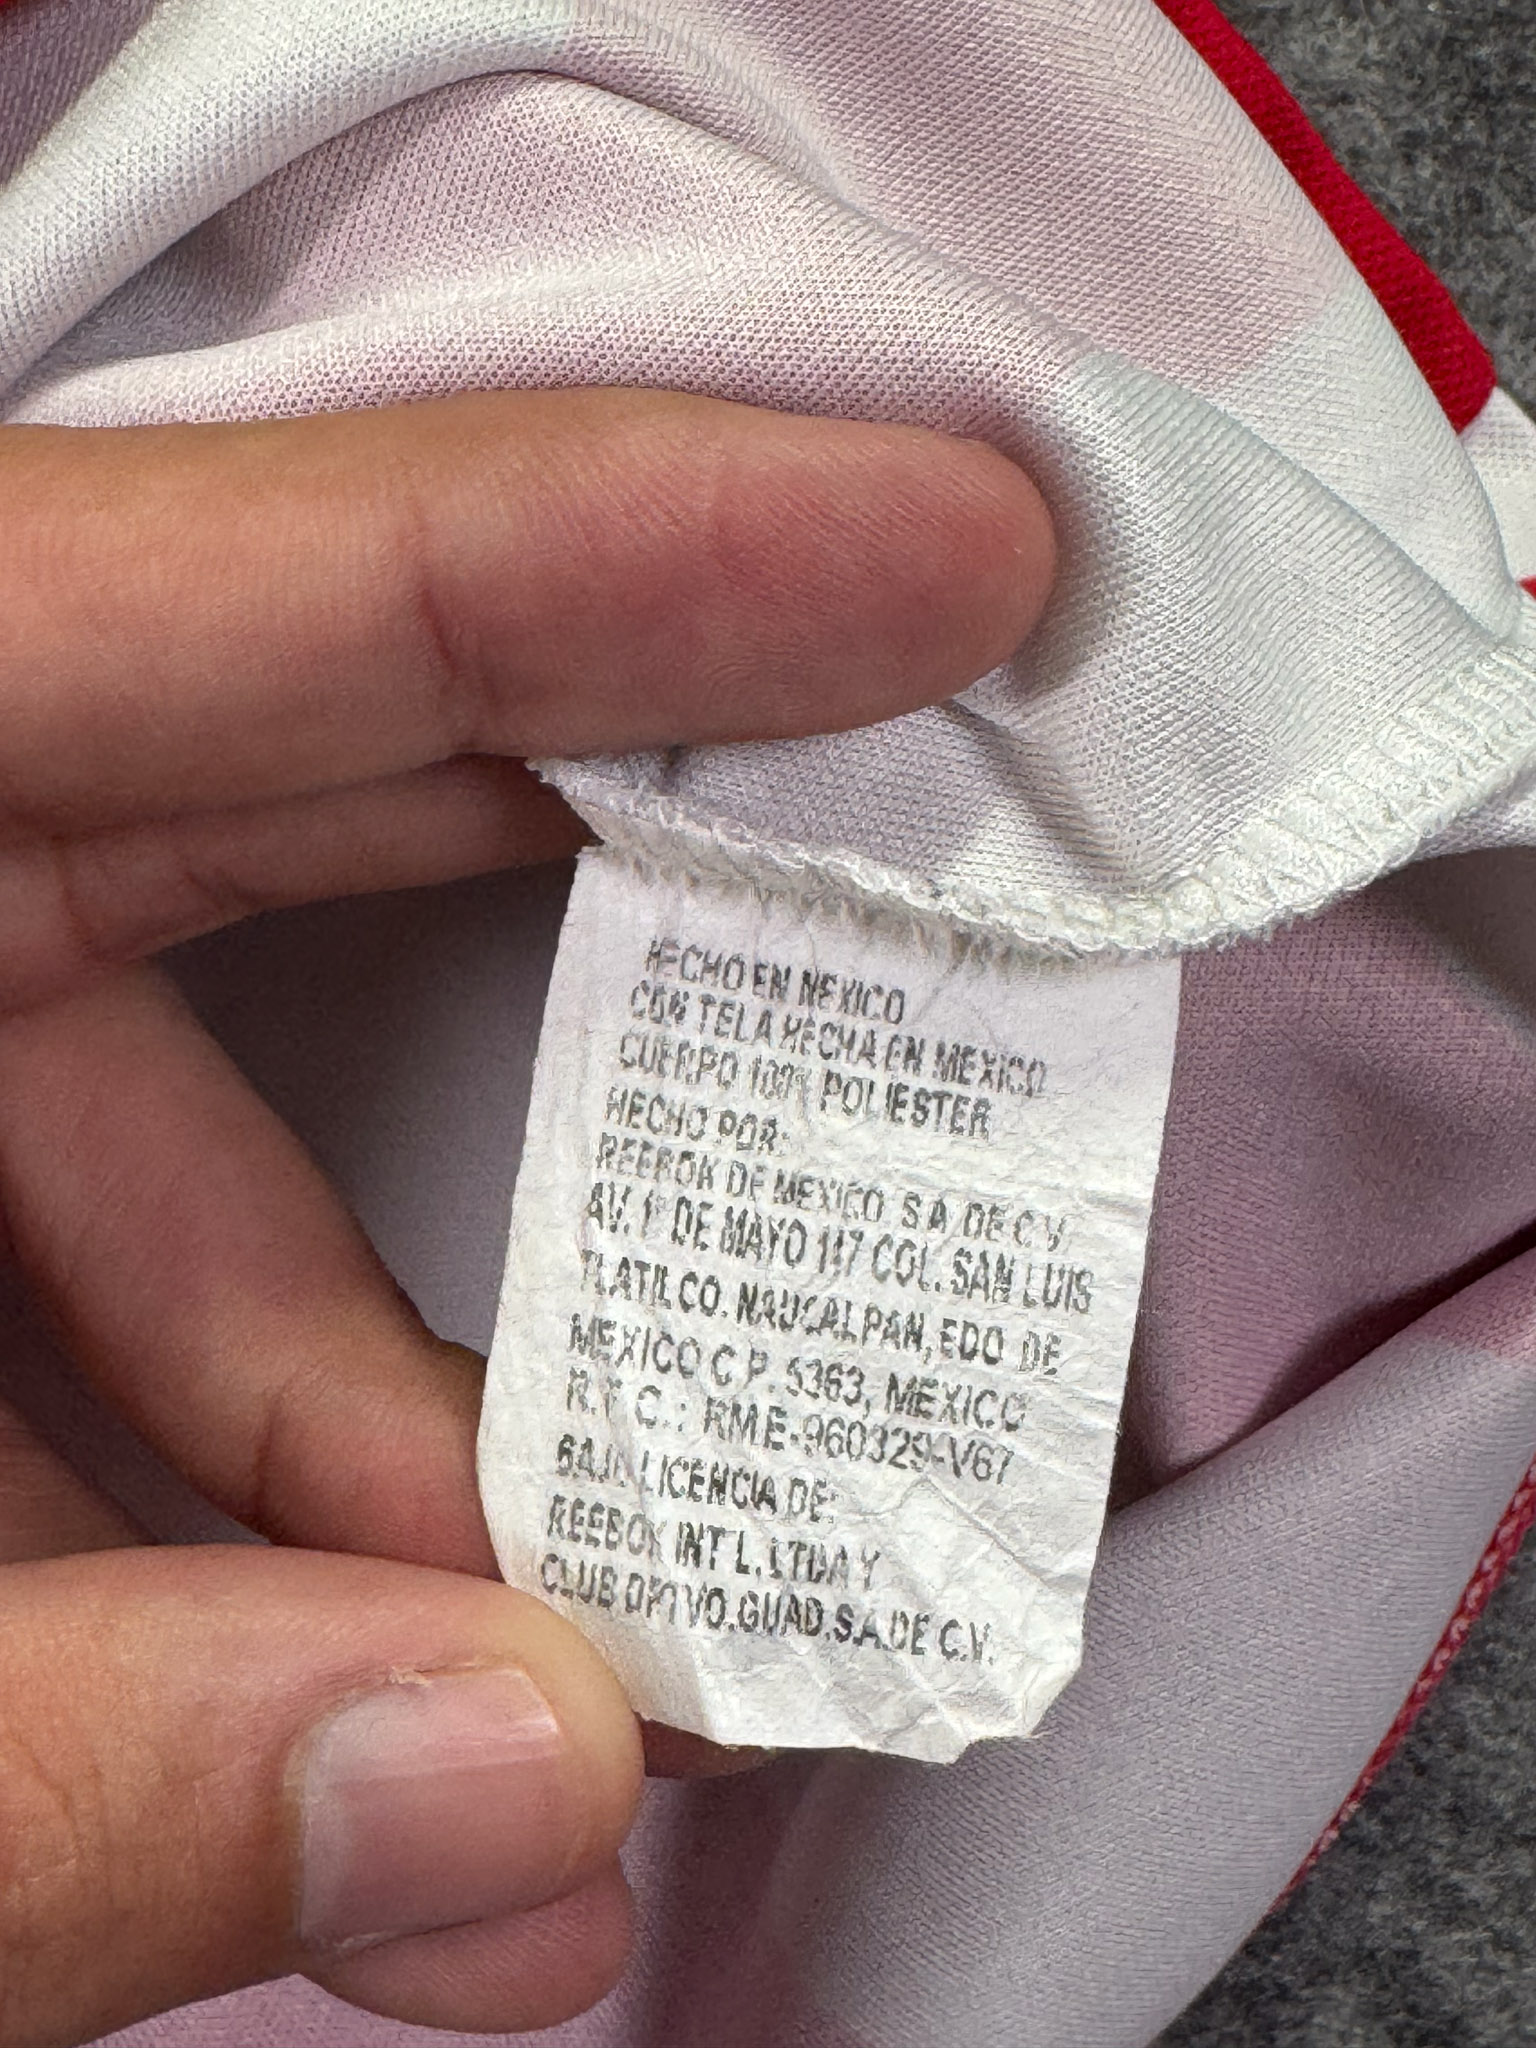 HECHO EN MEXICO
CON TELA HECHA EN MEXICO
CUERPO 100% POLIESTER
HECHO POR:
REEBOK DE MEXICO S.A. DE C.V.
AV. 1° DE MAYO 117 COL. SAN LUIS
TLATILCO. NAUCALPAN, EDO DE
MEXICO C.P. 5363, MEXICO
R.F.C.: RME-960329-V67
BAJO LICENCIA DE:
REEBOK INT'L. LTDA Y
CLUB DPTVO.GUAD.S.A.DE C.V.